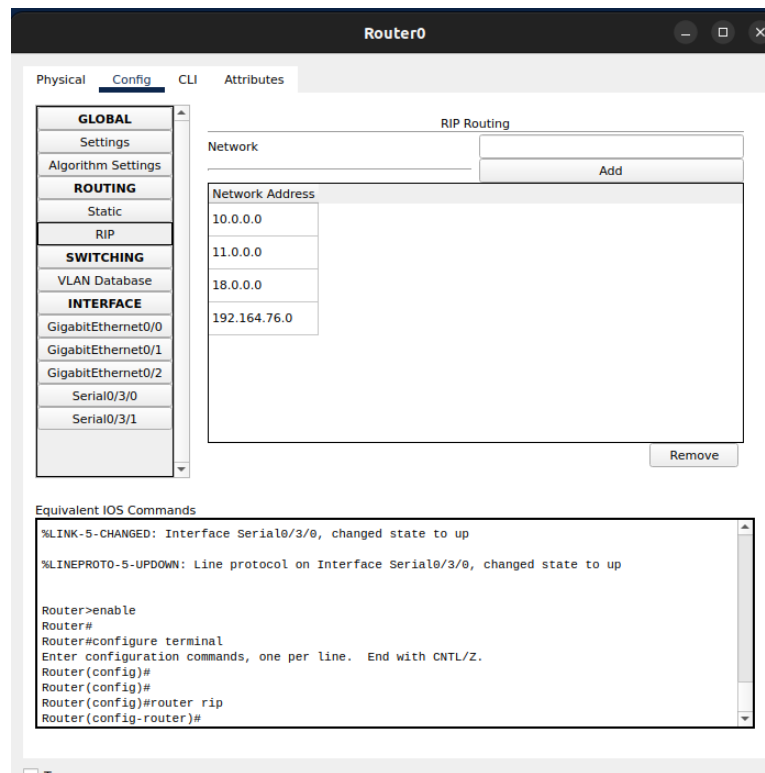 Router0
Physical Config CLI Attributes
GLOBAL
Settings
Algorithm Settings
ROUTING
Static
RIP
SWITCHING
VLAN Database
INTERFACE
GigabitEthernet0/0
GigabitEthernet0/1
GigabitEthernet0/2
Serial0/3/0
Serial0/3/1
RIP Routing
Network
Add
Network Address
10.0.0.0
11.0.0.0
18.0.0.0
192.164.76.0
Remove
Equivalent IOS Commands
%LINK-5-CHANGED: Interface Serial0/3/0, changed state to up
%LINEPROTO-5-UPDOWN: Line protocol on Interface Serial0/3/0, changed state to up
Router>enable
Router#
Router#configure terminal
Enter configuration commands, one per line.  End with CNTL/Z.
Router(config)#
Router(config)#
Router(config)#router rip
Router(config-router)#